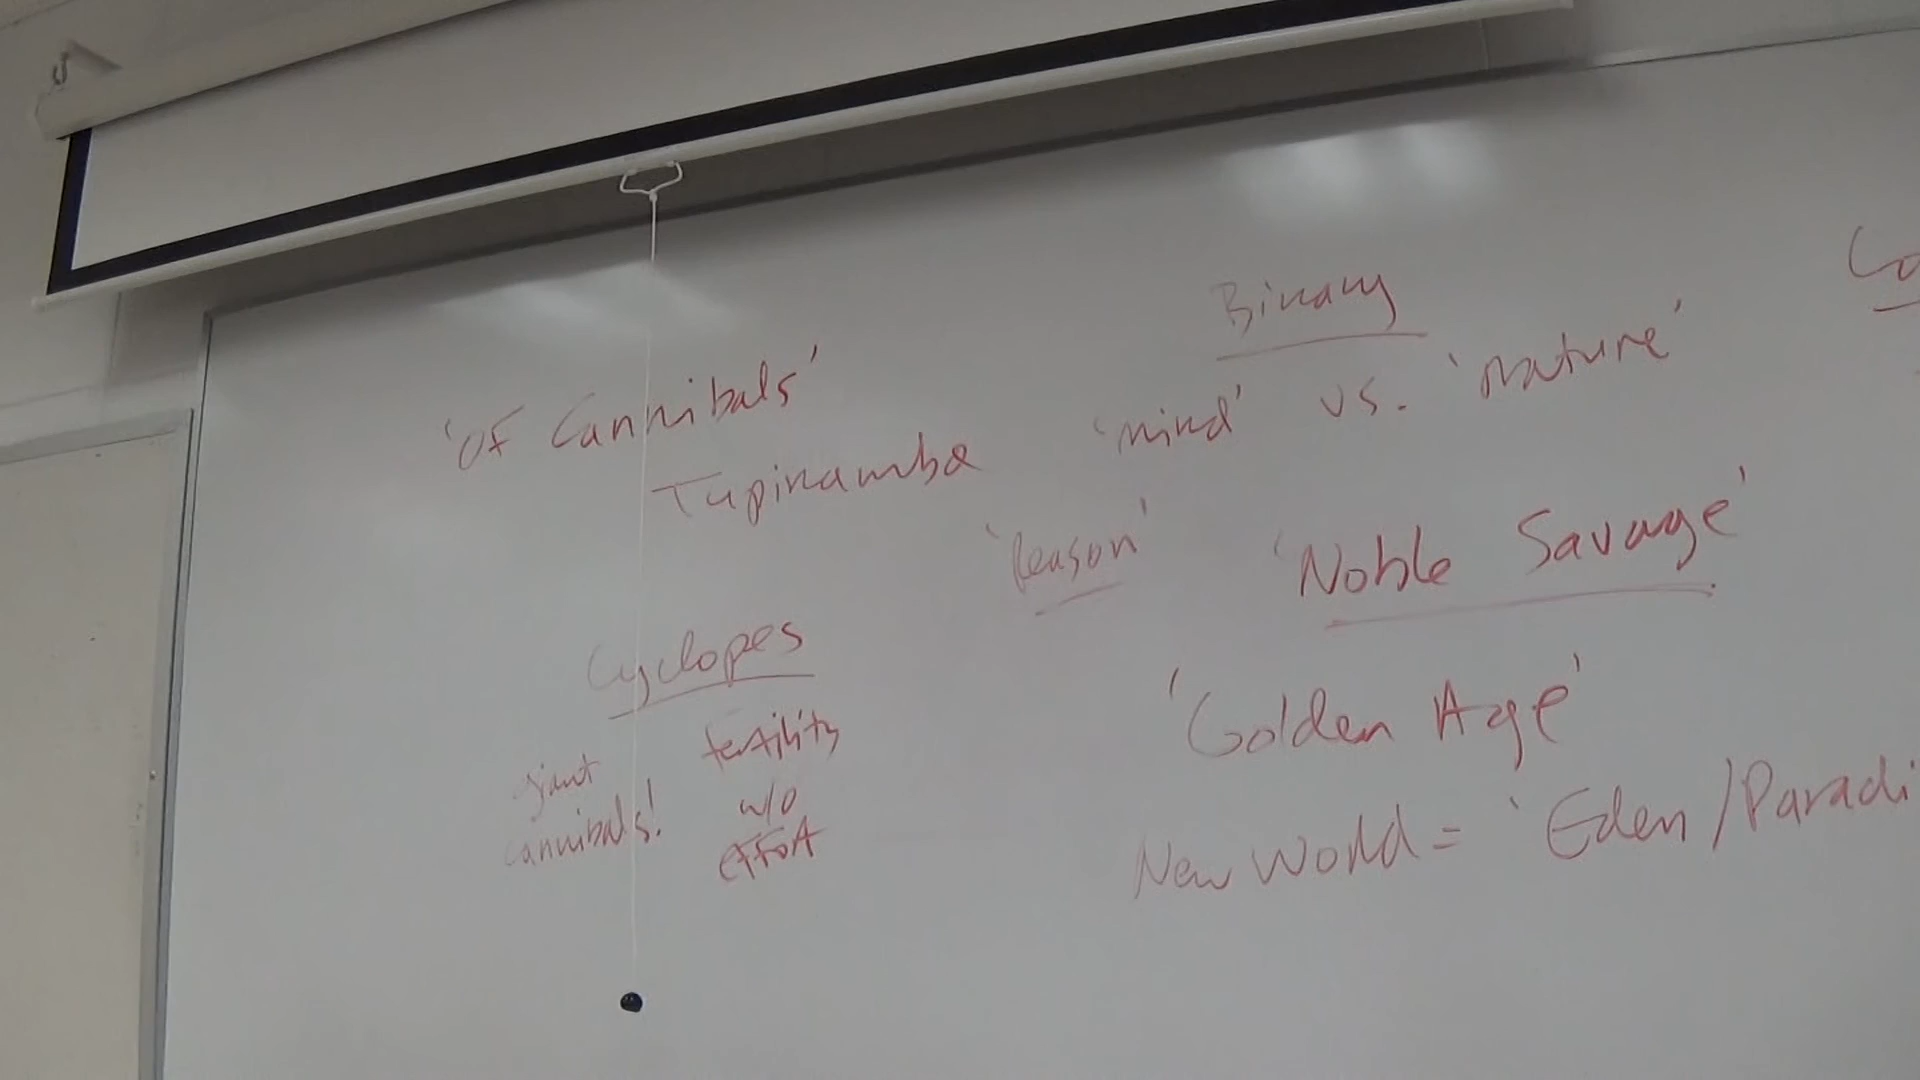 'Of Cannibals'
Tupinamba
Cyclopes
giant
cannibals!
fertility
w/o
effort
Binary
'mind' vs. 'nature'
'Reason'
'Noble Savage'
'Golden Age'
New World = 'Eden/Paradi
Co